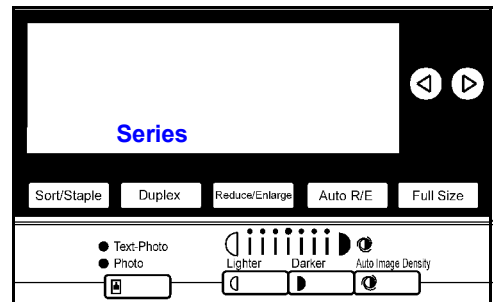 Series
Sort/Staple Duplex Reduce/Enlarge Auto R/E Full Size
Text-Photo
Photo
Lighter Darker Auto Image Density